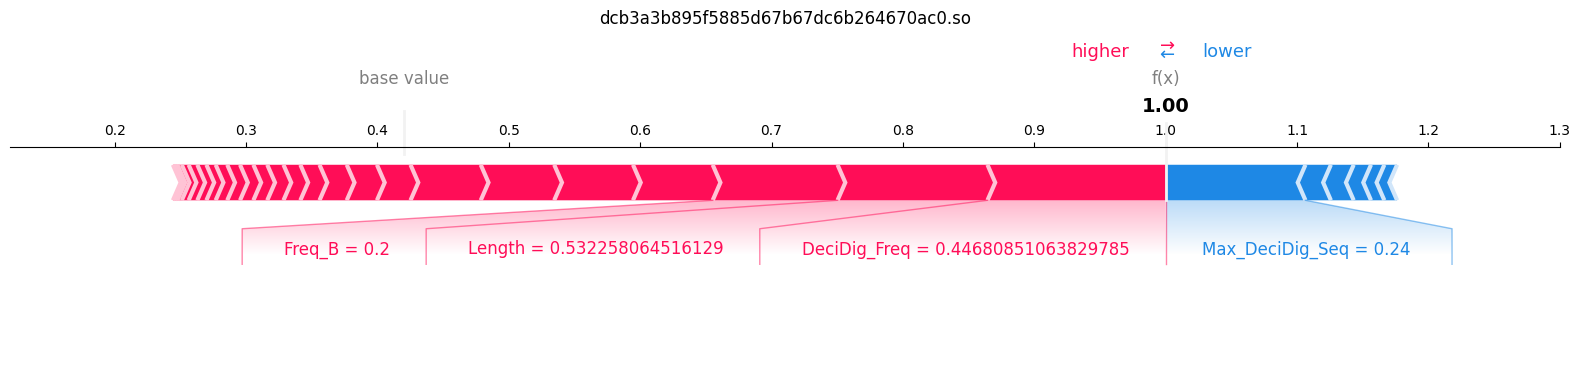 dcb3a3b895f5885d67b67dc6b264670ac0.so
higher → ← lower
base value f(x)
1.00
0.2 0.3 0.4 0.5 0.6 0.7 0.8 0.9 1.0 1.1 1.2 1.3
Freq_B = 0.2 Length = 0.532258064516129 DeciDig_Freq = 0.44680851063829785 Max_DeciDig_Seq = 0.24